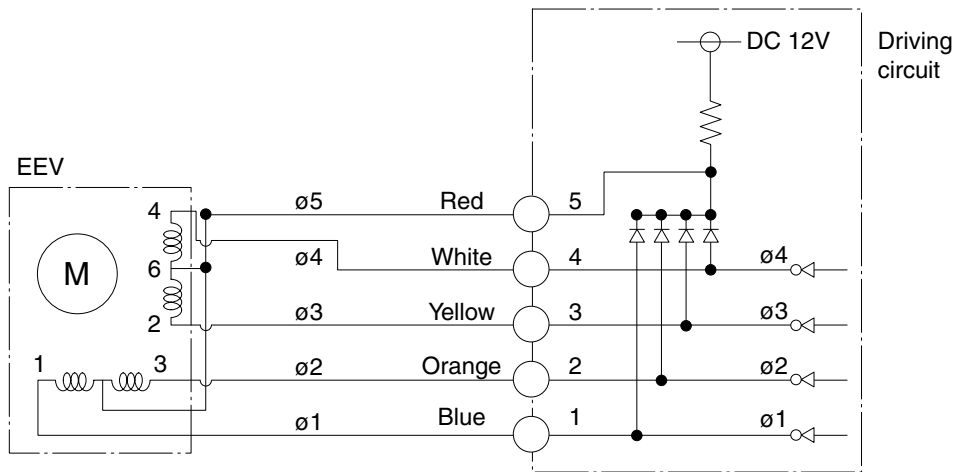 DC 12V
Driving
circuit
EEV
4
ø5
Red
5
6
ø4
White
4
ø4
M
2
ø3
Yellow
3
ø3
1
3
ø2
Orange
2
ø2
ø1
Blue
1
ø1